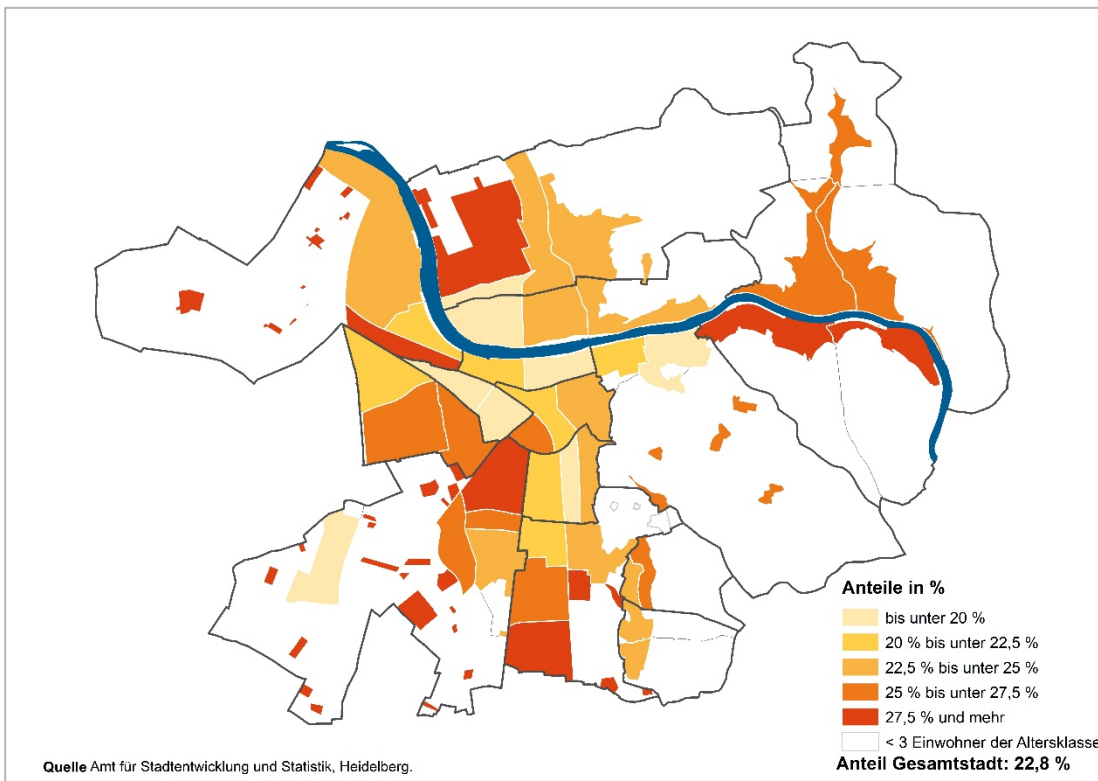 Anteile in %
bis unter 20 %
20 % bis unter 22,5 %
22,5 % bis unter 25 %
25 % bis unter 27,5 %
27,5 % und mehr
< 3 Einwohner der Altersklasse
Anteil Gesamtstadt: 22,8 %
Quelle Amt für Stadtentwicklung und Statistik, Heidelberg.